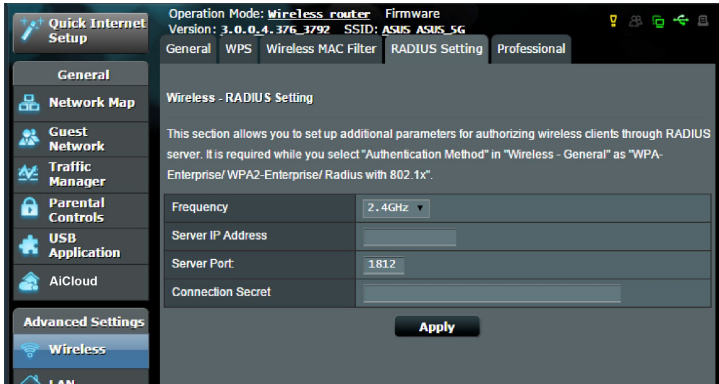 Quick Internet
Setup
Operation Mode: Wireless router Firmware
Version: 3.0.0.4.376_3792 SSID: ASUS ASUS_5G
General WPS Wireless MAC Filter RADIUS Setting Professional
General
Network Map
Guest
Network
Traffic
Manager
Parental
Controls
USB
Application
AiCloud
Advanced Settings
Wireless
LAN
Wireless - RADIUS Setting
This section allows you to set up additional parameters for authorizing wireless clients through RADIUS
server. It is required while you select "Authentication Method" in "Wireless - General" as "WPA-
Enterprise/ WPA2-Enterprise/ Radius with 802.1x".
Frequency 2.4GHz
Server IP Address
Server Port: 1812
Connection Secret
Apply